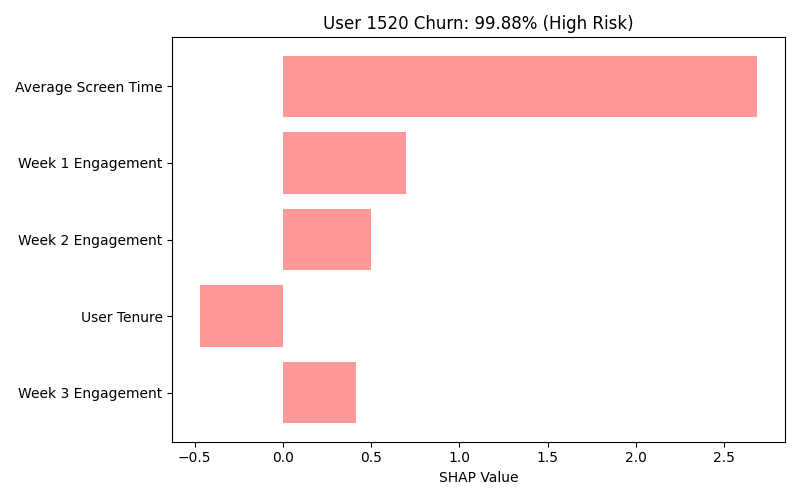 User 1520 Churn: 99.88% (High Risk)
Average Screen Time
Week 1 Engagement
Week 2 Engagement
User Tenure
Week 3 Engagement
−0.5 0.0 0.5 1.0 1.5 2.0 2.5
SHAP Value